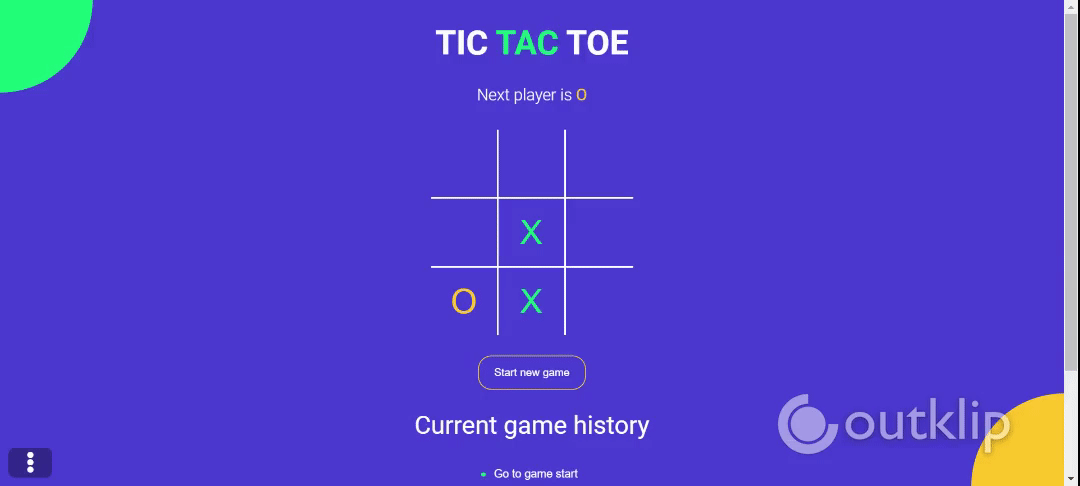 TIC TAC TOE
Next player is O
X
O X
Start new game
Current game history
outklip
Go to game start